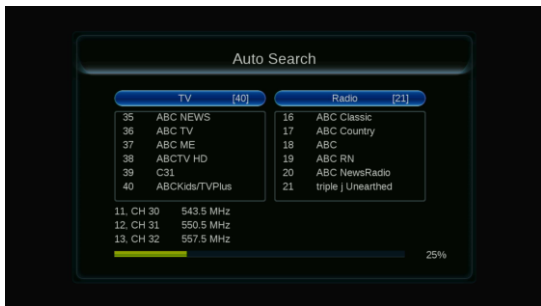 Auto Search
TV [40] Radio [21]
35 ABC NEWS 16 ABC Classic
36 ABC TV 17 ABC Country
37 ABC ME 18 ABC
38 ABCTV HD 19 ABC RN
39 C31 20 ABC NewsRadio
40 ABCKids/TVPlus 21 triple j Unearthed
11, CH 30 543.5 MHz
12, CH 31 550.5 MHz
13, CH 32 557.5 MHz
25%